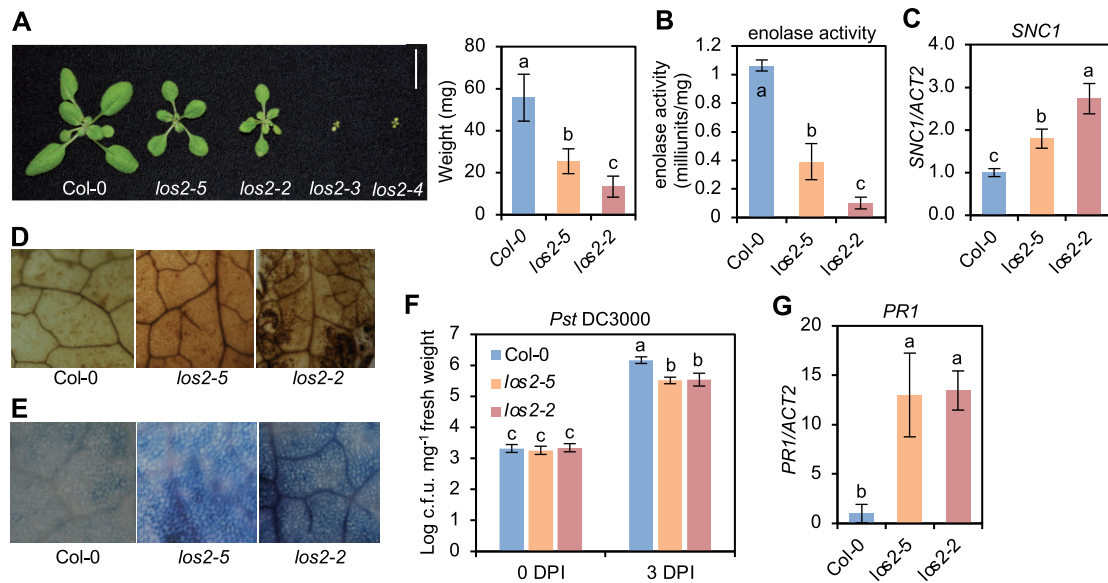 A
Col-0
los2-5
los2-2
los2-3
los2-4
Weight (mg)
80
60
40
20
0
a
b
c
Col-0
los2-5
los2-2
B
enolase activity
enolase activity
(milliunits/mg)
1.2
1
0.8
0.6
0.4
0.2
0
a
b
c
Col-0
los2-5
los2-2
C
SNC1
SNC1/ACT2
4.0
3.0
2.0
1.0
0.0
c
b
a
Col-0
los2-5
los2-2
D
Col-0
los2-5
los2-2
E
Col-0
los2-5
los2-2
F
Pst DC3000
Log c.f.u. mg⁻¹ fresh weight
7
6
5
4
3
2
1
0
Col-0
los2-5
los2-2
c c c
a b b
0 DPI
3 DPI
G
PR1
PR1/ACT2
20
15
10
5
0
b
a
a
Col-0
los2-5
los2-2